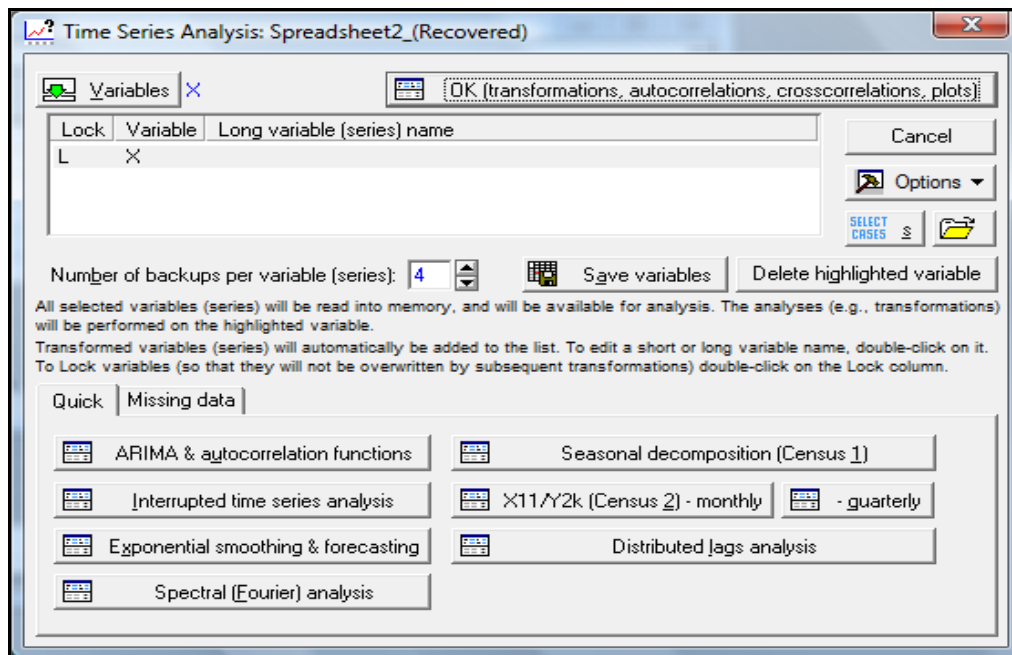 Time Series Analysis: Spreadsheet2_(Recovered)
Variables X
OK (transformations, autocorrelations, crosscorrelations, plots)
Lock Variable Long variable (series) name
L X
Cancel
Options
SELECT CASES S
Number of backups per variable (series): 4
Save variables
Delete highlighted variable
All selected variables (series) will be read into memory, and will be available for analysis. The analyses (e.g., transformations)
will be performed on the highlighted variable.
Transformed variables (series) will automatically be added to the list. To edit a short or long variable name, double-click on it.
To Lock variables (so that they will not be overwritten by subsequent transformations) double-click on the Lock column.
Quick Missing data
ARIMA & autocorrelation functions
Seasonal decomposition (Census 1)
Interrupted time series analysis
X11/Y2k (Census 2) - monthly
- quarterly
Exponential smoothing & forecasting
Distributed lags analysis
Spectral (Fourier) analysis